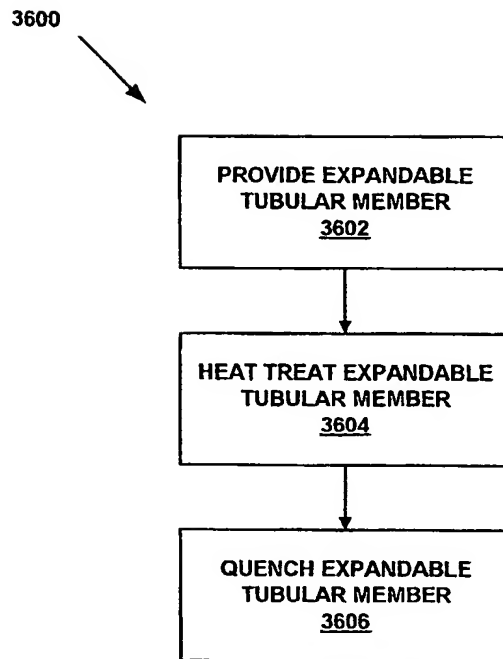 3600
PROVIDE EXPANDABLE
TUBULAR MEMBER
3602
HEAT TREAT EXPANDABLE
TUBULAR MEMBER
3604
QUENCH EXPANDABLE
TUBULAR MEMBER
3606